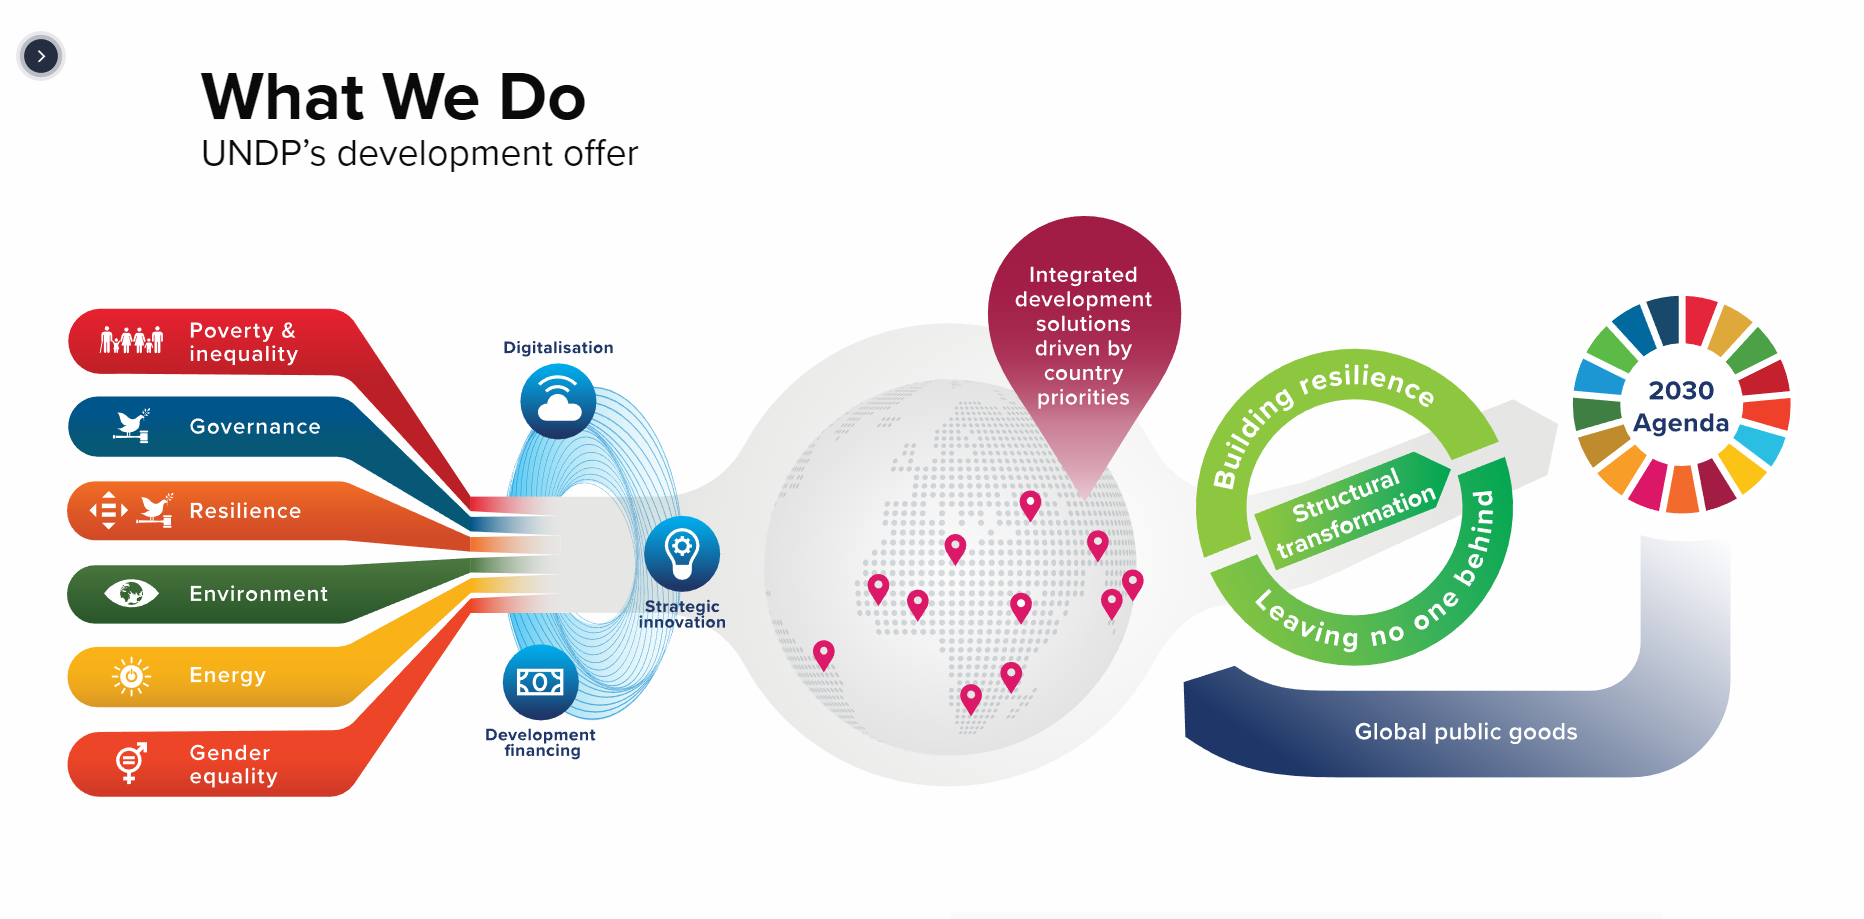 What We Do
UNDP's development offer
Poverty &
inequality
Governance
Resilience
Environment
Energy
Gender
equality
Digitalisation
Strategic
innovation
Development
financing
Integrated
development
solutions
driven by
country
priorities
Building resilience
Structural
transformation
Leaving no one behind
2030
Agenda
Global public goods